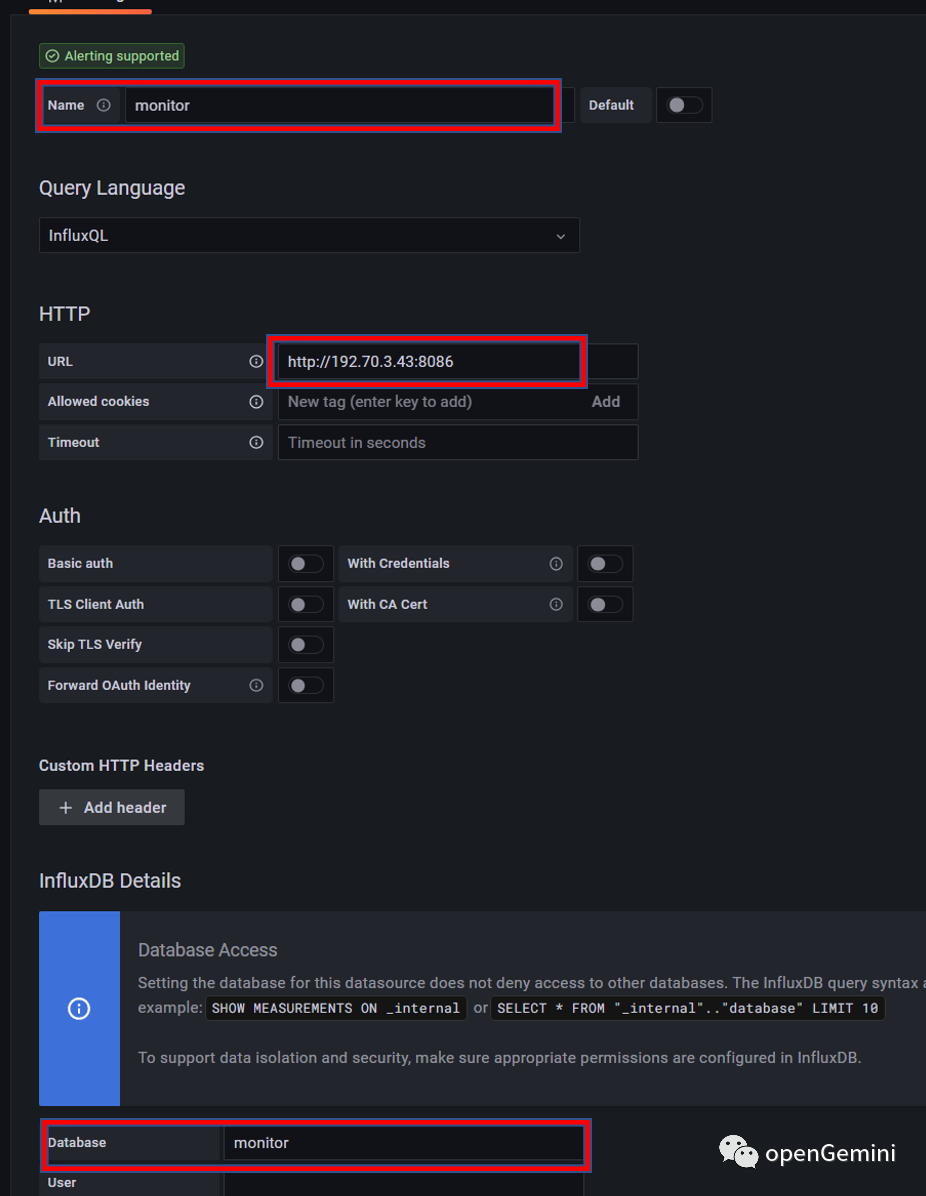 Alerting supported
Name monitor Default
Query Language
InfluxQL
HTTP
URL http://192.70.3.43:8086
Allowed cookies New tag (enter key to add) Add
Timeout Timeout in seconds
Auth
Basic auth With Credentials
TLS Client Auth With CA Cert
Skip TLS Verify
Forward OAuth Identity
Custom HTTP Headers
Add header
InfluxDB Details
Database Access
Setting the database for this datasource does not deny access to other databases. The InfluxDB query syntax
example: SHOW MEASUREMENTS ON _internal or SELECT * FROM "_internal".."database" LIMIT 10
To support data isolation and security, make sure appropriate permissions are configured in InfluxDB.
Database monitor
openGemini
User